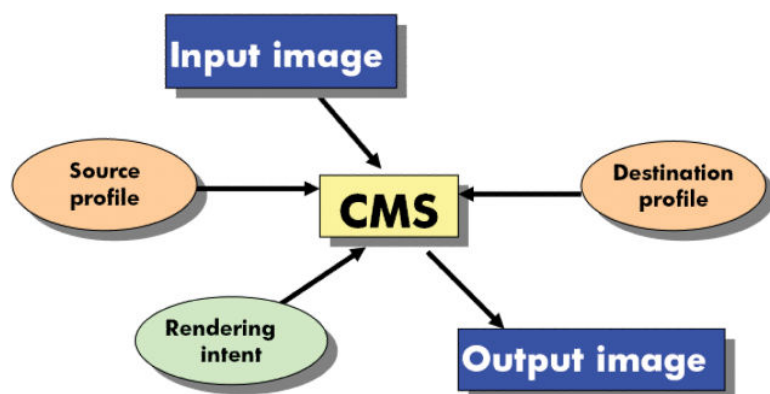 Input image
Source
profile
Destination
profile
CMS
Rendering
intent
Output image